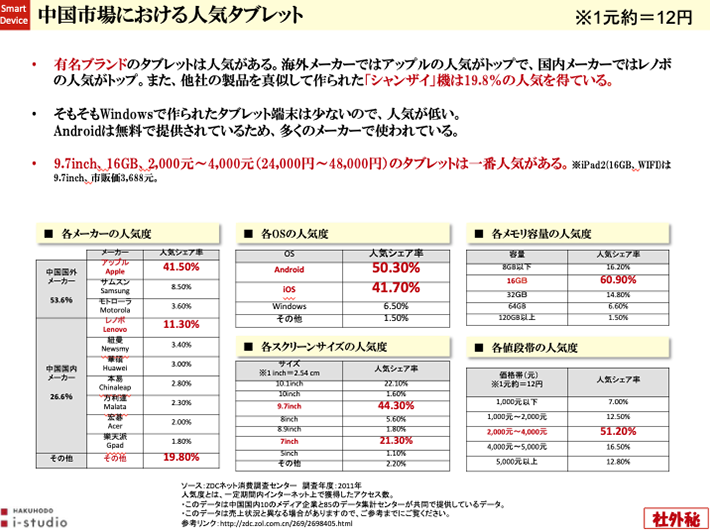 Smart
Device
中国市場における人気タブレット
※1元約＝12円
• 有名ブランドのタブレットは人気がある。海外メーカーではアップルの人気がトップで、国内メーカーではレノボ
の人気がトップ。また、他社の製品を真似して作られた「シャンザイ」機は19.8%の人気を得ている。
• そもそもWindowsで作られたタブレット端末は少ないので、人気が低い。
Androidは無料で提供されているため、多くのメーカーで使われている。
• 9.7inch、16GB、2,000元～4,000元（24,000円～48,000円）のタブレットは一番人気がある。※iPad2(16GB、WIFI)は
9.7inch、市販価3,688元。
■ 各メーカーの人気度
メーカー 人気シェア率
中国国外メーカー 53.6%
アップル Apple 41.50%
サムスン Samsung 8.50%
モトローラ Motorola 3.60%
中国国内メーカー 26.6%
レノボ Lenovo 11.30%
紐曼 Newsmy 3.40%
華碩 Huawei 3.00%
本易 Chinaleap 2.80%
万利達 Malata 2.30%
宏碁 Acer 2.00%
楽天派 Gpad 1.80%
その他 その他 19.80%
■ 各OSの人気度
OS 人気シェア率
Android 50.30%
iOS 41.70%
Windows 6.50%
その他 1.50%
■ 各スクリーンサイズの人気度
サイズ ※1 inch＝2.54 cm 人気シェア率
10.1inch 22.10%
10inch 1.60%
9.7inch 44.30%
8inch 5.60%
8.9inch 1.80%
7inch 21.30%
5inch 1.10%
その他 2.20%
■ 各メモリ容量の人気度
容量 人気シェア率
8GB以下 16.20%
16GB 60.90%
32GB 14.80%
64GB 6.60%
120GB以上 1.50%
■ 各値段帯の人気度
価格帯（元） ※1元約＝12円 人気シェア率
1,000元以下 7.00%
1,000元～2,000元 12.50%
2,000元～4,000元 51.20%
4,000元～5,000元 16.50%
5,000元以上 12.80%
ソース：ZDCネット消費調査センター　調査年度：2011年
人気度とは、一定期間内インターネット上で獲得したアクセス数。
・このデータは中国国内10のメディア企業と85のデータ集計センターが共同で提供しているデータ。
・このデータは売上状況と異なる場合がありますので、ご参考までにご覧ください。
参考リンク：http://zdc.zol.com.cn/269/2698405.html
HAKUHODO
i-studio
社外秘